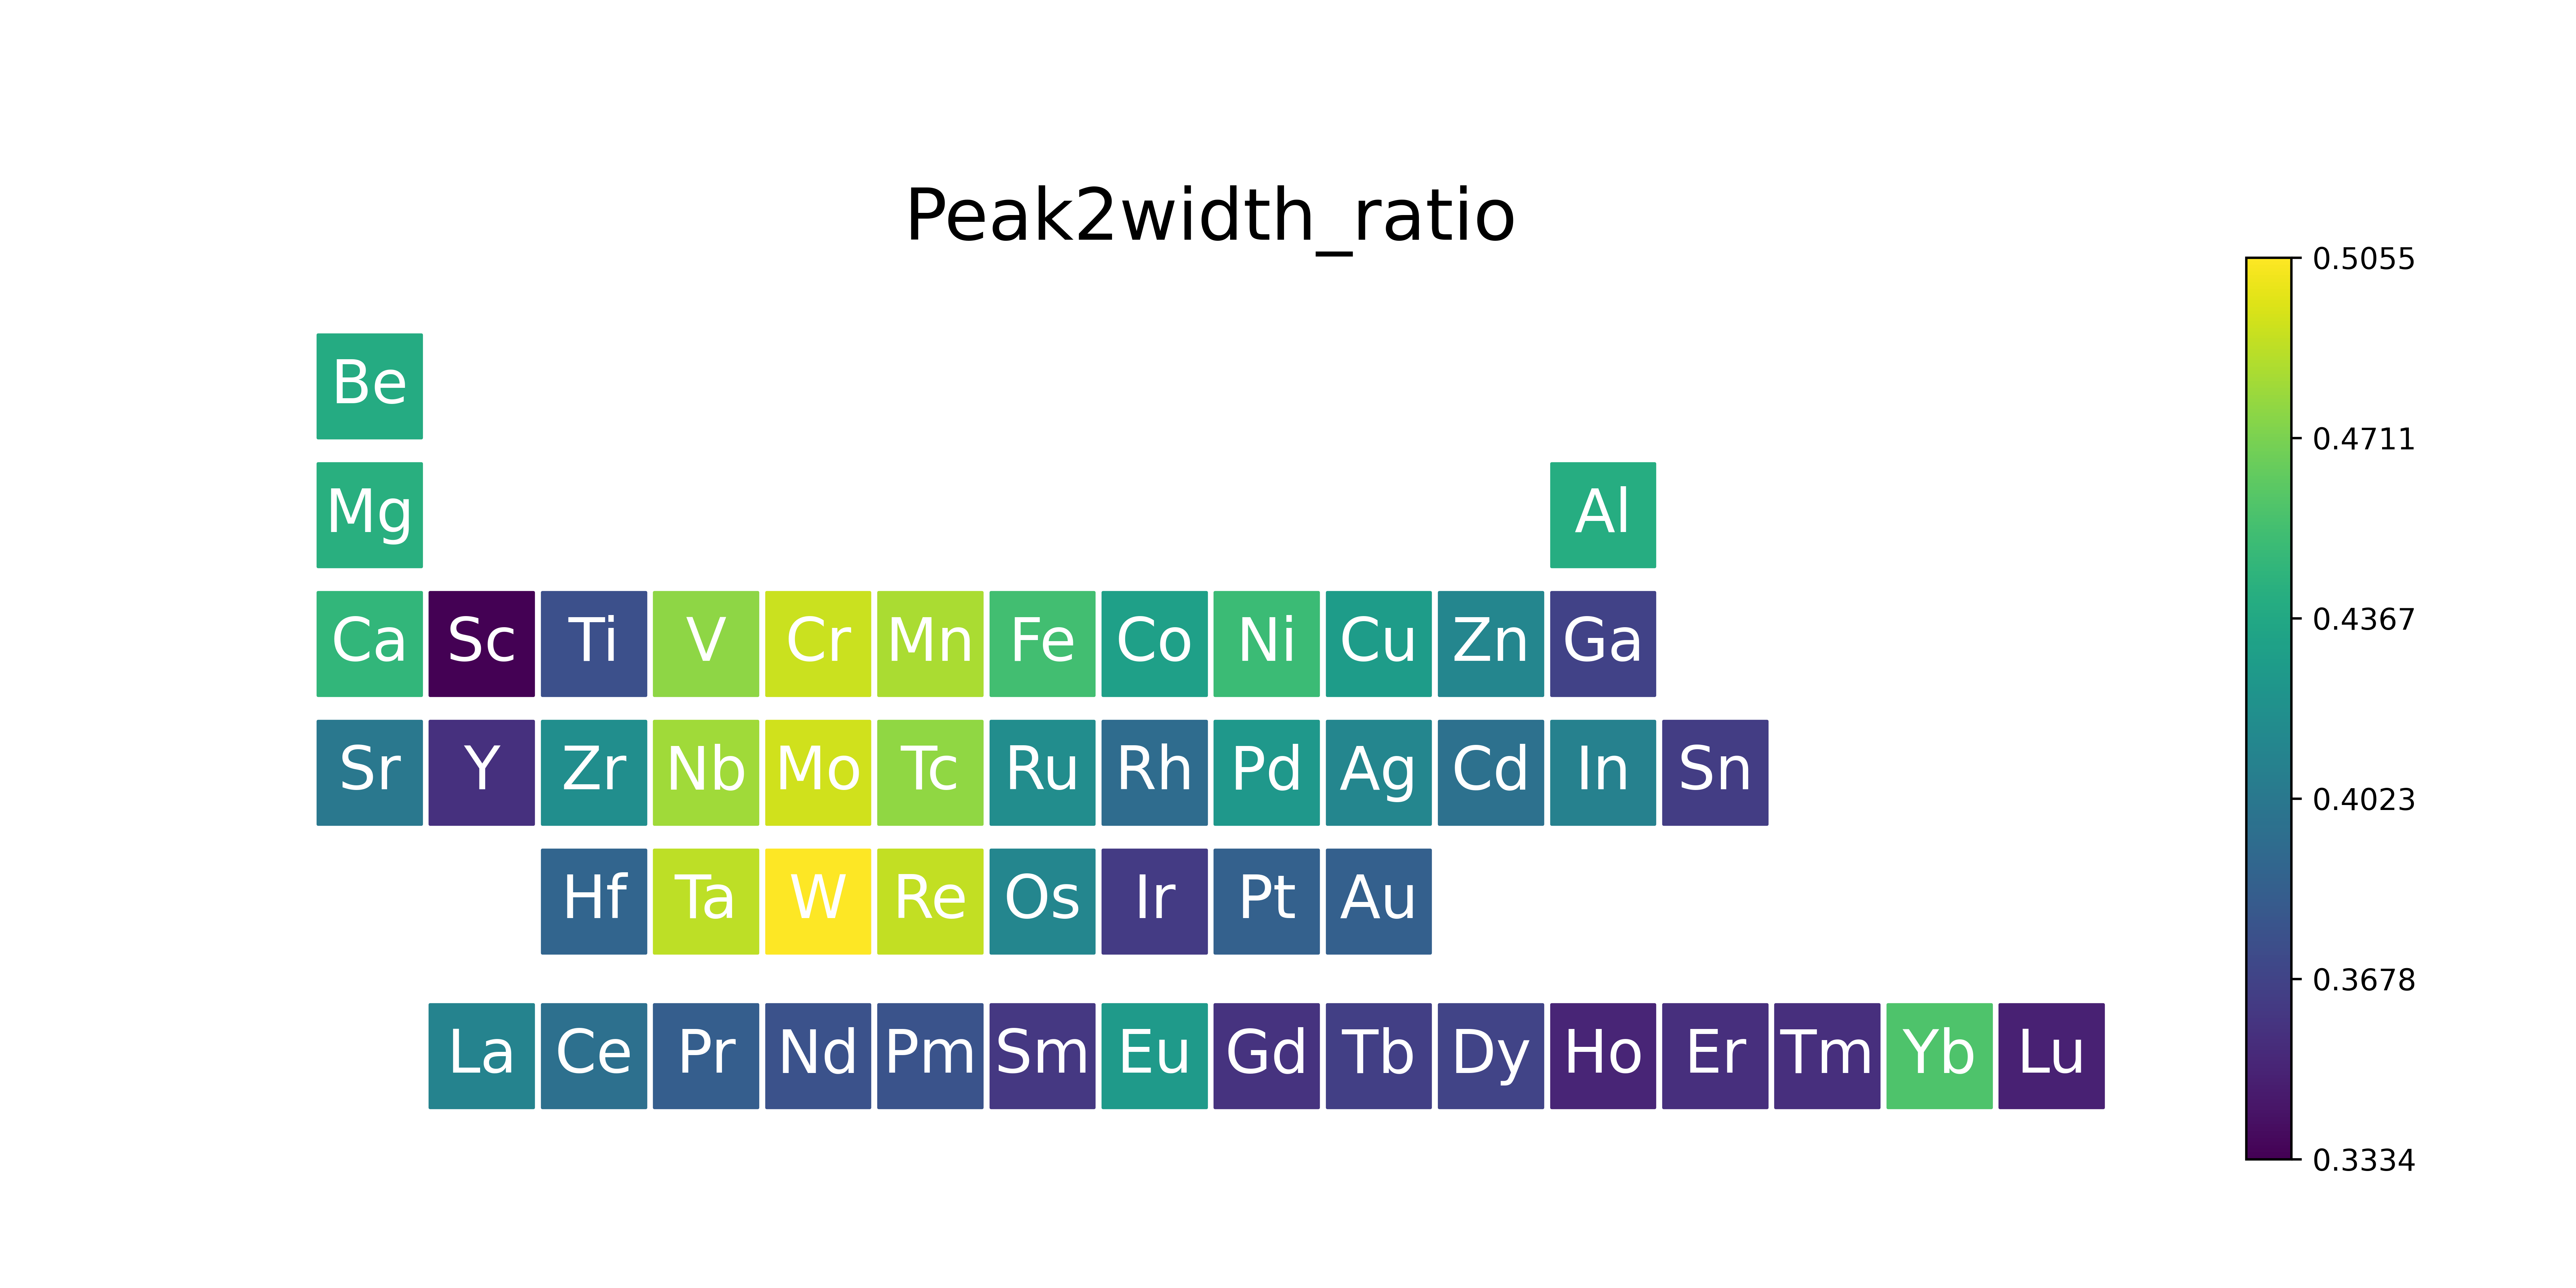 Peak2width_ratio
Be
Mg Al
Ca Sc Ti V Cr Mn Fe Co Ni Cu Zn Ga
Sr Y Zr Nb Mo Tc Ru Rh Pd Ag Cd In Sn
Hf Ta W Re Os Ir Pt Au
La Ce Pr Nd Pm Sm Eu Gd Tb Dy Ho Er Tm Yb Lu
0.5055
0.4711
0.4367
0.4023
0.3678
0.3334